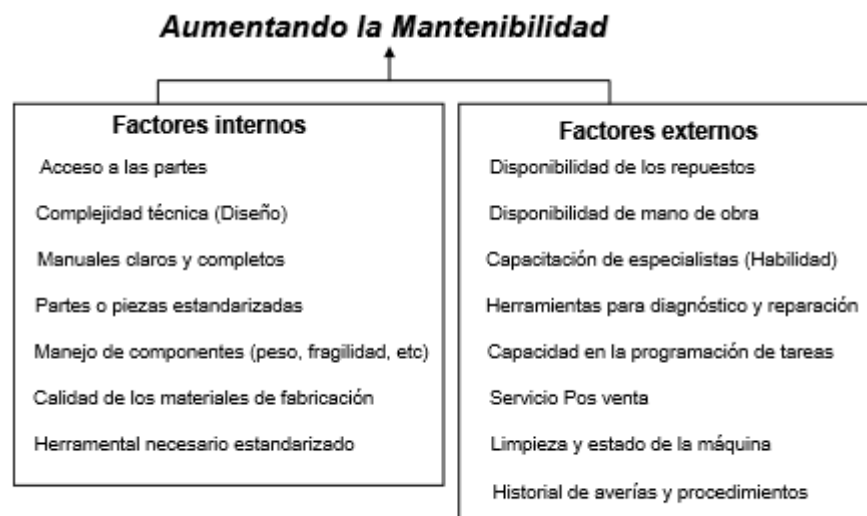 Aumentando la Mantenibilidad
Factores internos
Acceso a las partes
Complejidad técnica (Diseño)
Manuales claros y completos
Partes o piezas estandarizadas
Manejo de componentes (peso, fragilidad, etc)
Calidad de los materiales de fabricación
Herramental necesario estandarizado
Factores externos
Disponibilidad de los repuestos
Disponibilidad de mano de obra
Capacitación de especialistas (Habilidad)
Herramientas para diagnóstico y reparación
Capacidad en la programación de tareas
Servicio Pos venta
Limpieza y estado de la máquina
Historial de averías y procedimientos